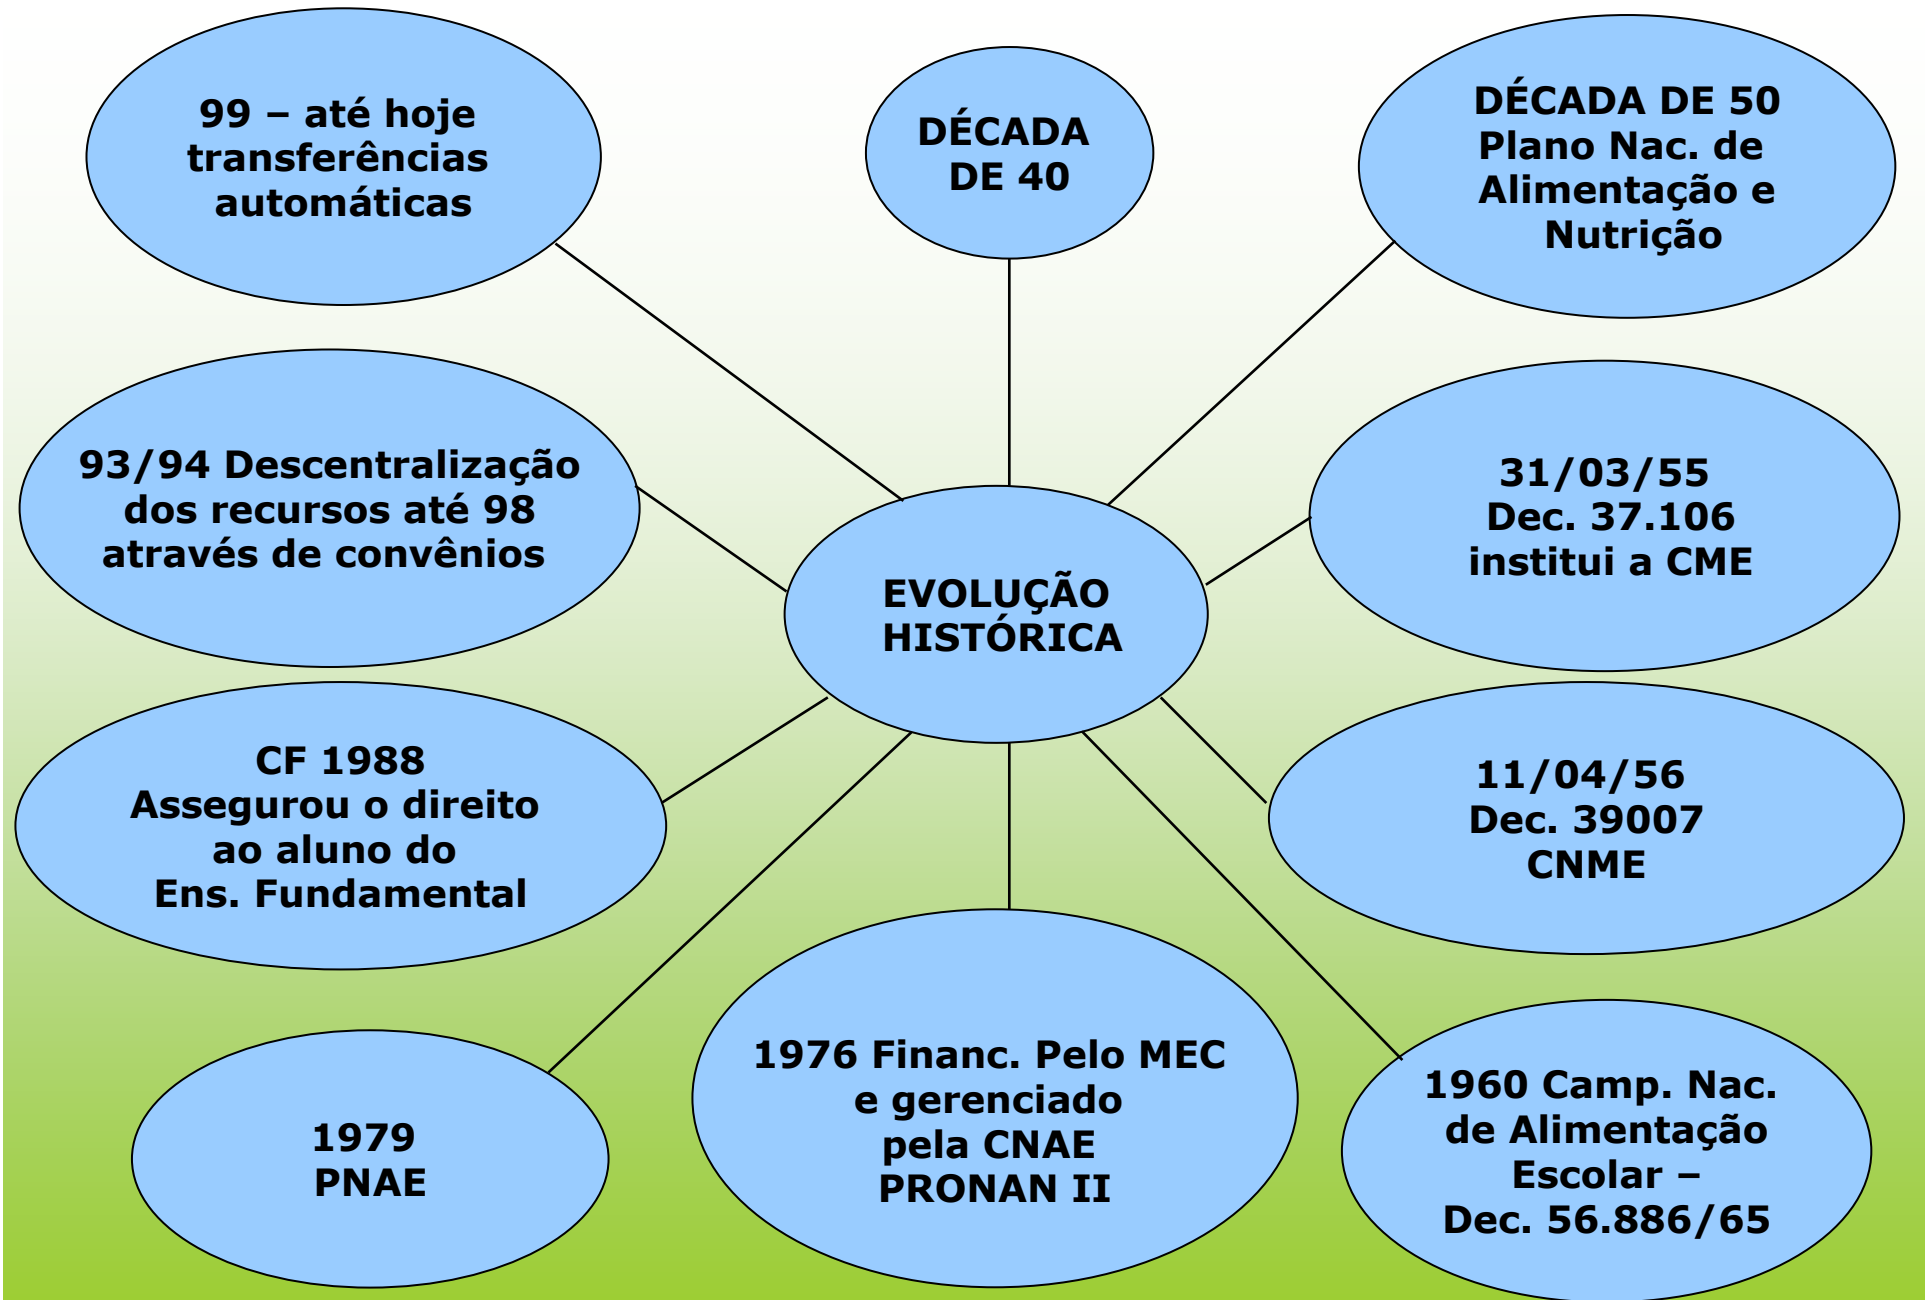 99 – até hoje
transferências
automáticas
DÉCADA
DE 40
DÉCADA DE 50
Plano Nac. de
Alimentação e
Nutrição
93/94 Descentralização
dos recursos até 98
através de convênios
31/03/55
Dec. 37.106
institui a CME
EVOLUÇÃO
HISTÓRICA
CF 1988
Assegurou o direito
ao aluno do
Ens. Fundamental
11/04/56
Dec. 39007
CNME
1979
PNAE
1976 Financ. Pelo MEC
e gerenciado
pela CNAE
PRONAN II
1960 Camp. Nac.
de Alimentação
Escolar –
Dec. 56.886/65